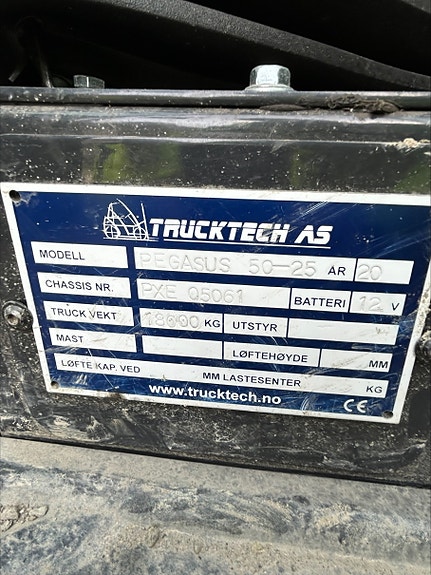 TRUCKTECH AS
MODELL PEGASUS 50-25 ÅR 20
CHASSIS NR. PXE 05061 BATTERI 12 V
TRUCK VEKT 18000 KG UTSTYR
MAST LØFTEHØYDE MM
LØFTE KAP. VED MM LASTESENTER KG
www.trucktech.no CE